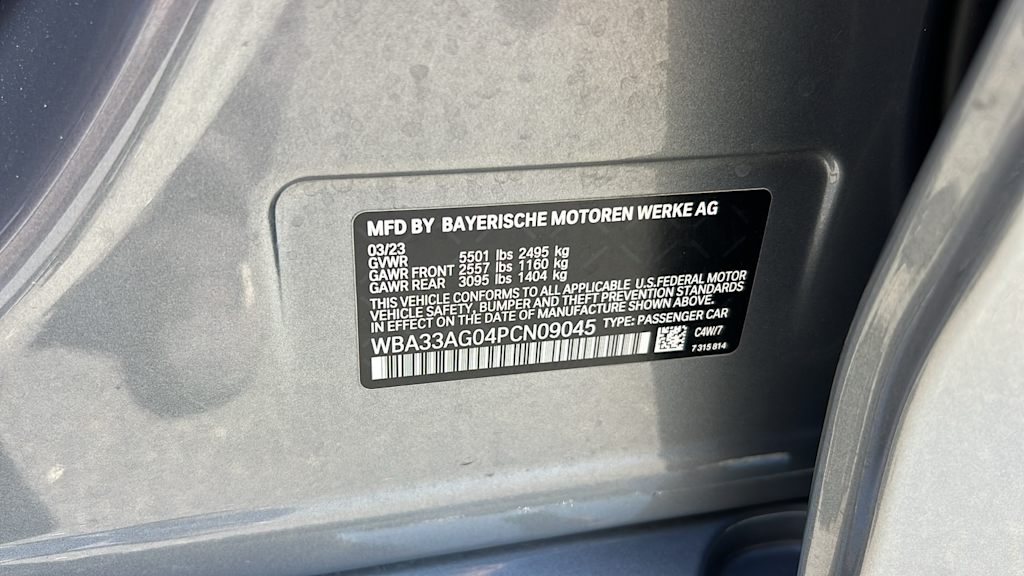 MFD BY BAYERISCHE MOTOREN WERKE AG
03/23
GVWR 5501 lbs 2495 kg
GAWR FRONT 2557 lbs 1160 kg
GAWR REAR 3095 lbs 1404 kg
THIS VEHICLE CONFORMS TO ALL APPLICABLE U.S.FEDERAL MOTOR
VEHICLE SAFETY, BUMPER AND THEFT PREVENTION STANDARDS
IN EFFECT ON THE DATE OF MANUFACTURE SHOWN ABOVE.
WBA33AG04PCN09045 TYPE: PASSENGER CAR
C4W/7
7 315 814